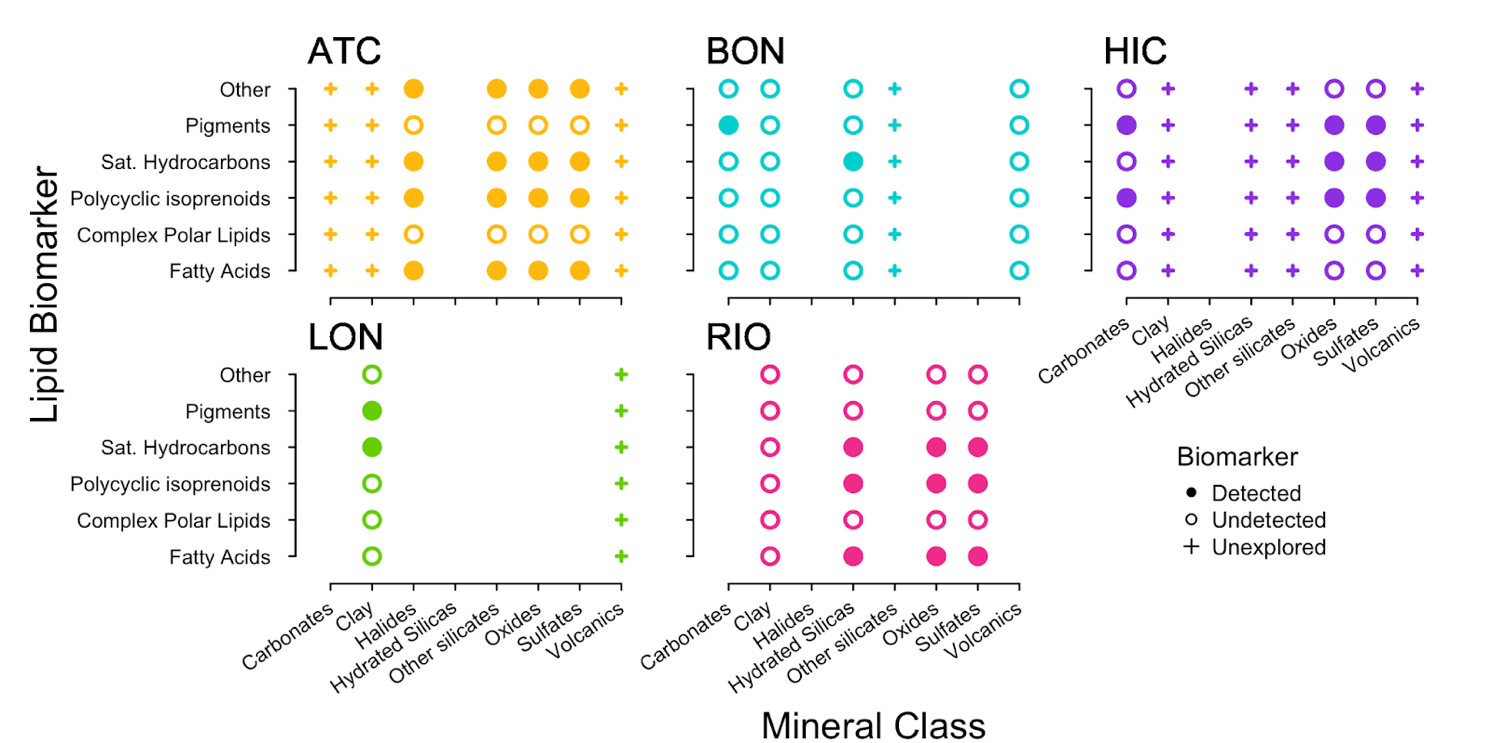 ATC
BON
HIC
Other
Pigments
Sat. Hydrocarbons
Polycyclic isoprenoids
Complex Polar Lipids
Fatty Acids
Lipid Biomarker
Carbonates
Clay
Halides
Hydrated Silicas
Other silicates
Oxides
Sulfates
Volcanics
LON
RIO
Other
Pigments
Sat. Hydrocarbons
Polycyclic isoprenoids
Complex Polar Lipids
Fatty Acids
Biomarker
Detected
Undetected
Unexplored
Carbonates
Clay
Halides
Hydrated Silicas
Other silicates
Oxides
Sulfates
Volcanics
Carbonates
Clay
Halides
Hydrated Silicas
Other silicates
Oxides
Sulfates
Volcanics
Mineral Class